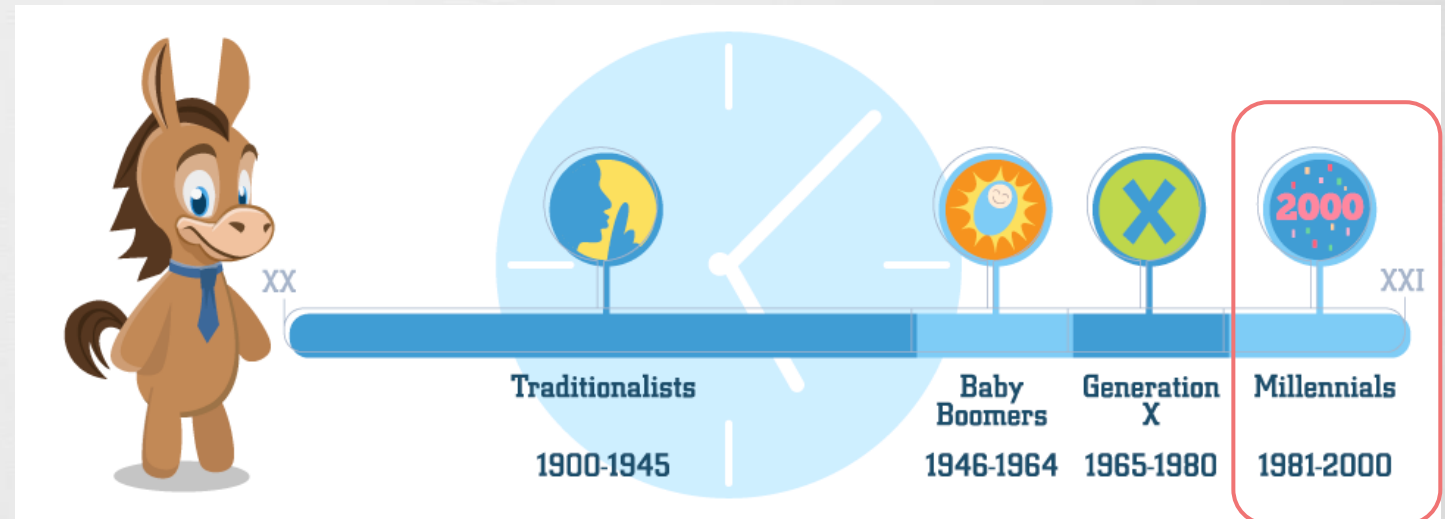 2000
X
XX
XXI
Traditionalists
Baby
Boomers
Generation
X
Millennials
1900-1945
1946-1964
1965-1980
1981-2000